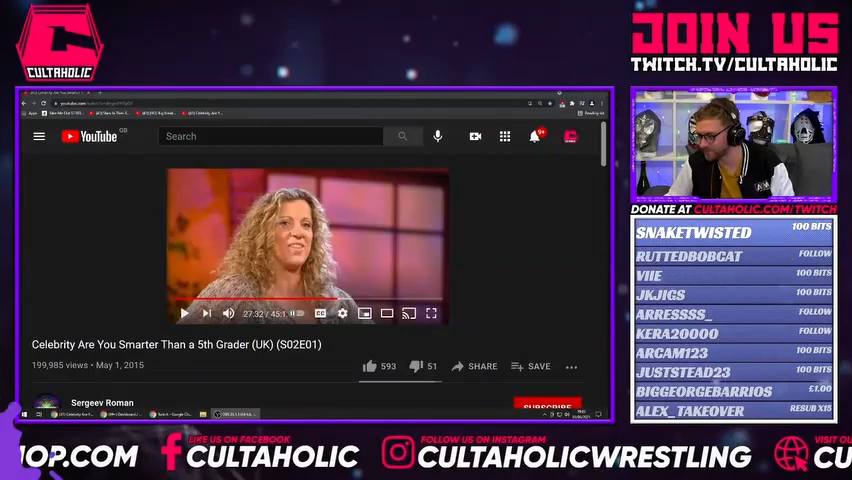 CULTAHOLIC
JOIN US
TWITCH.TV/CULTAHOLIC
YouTube GB
Search
9+
27:32 / 45:1
Celebrity Are You Smarter Than a 5th Grader (UK) (S02E01)
199,985 views • May 1, 2015
593
51
SHARE
SAVE
Sergeev Roman
SUBSCRIBE
DONATE AT CULTAHOLIC.COM/TWITCH
SNAKETWISTED 100 BITS
RUTTEDBOBCAT FOLLOW
VIIE 100 BITS
JKJIGS 100 BITS
ARRESSSS_ FOLLOW
KERA20000 FOLLOW
ARCAM123 100 BITS
JUSTSTEAD23 100 BITS
BIGGEORGEBARRIOS £1.00
ALEX_TAKEOVER RESUB X15
OP.COM
LIKE US ON FACEBOOK
CULTAHOLIC
FOLLOW US ON INSTAGRAM
CULTAHOLICWRESTLING
VISIT OU
CU